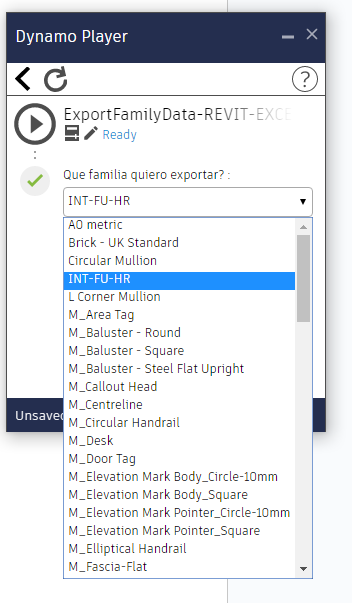 Dynamo Player
ExportFamilyData-REVIT-EXCE
Ready
:
Que familia quiero exportar? :
INT-FU-HR
A0 metric
Brick - UK Standard
Circular Mullion
INT-FU-HR
L Corner Mullion
M_Area Tag
M_Baluster - Round
M_Baluster - Square
M_Baluster - Steel Flat Upright
M_Callout Head
M_Centreline
M_Circular Handrail
M_Desk
M_Door Tag
M_Elevation Mark Body_Circle-10mm
M_Elevation Mark Body_Square
M_Elevation Mark Pointer_Circle-10mm
M_Elevation Mark Pointer_Square
M_Elliptical Handrail
M_Fascia-Flat
Unsaved